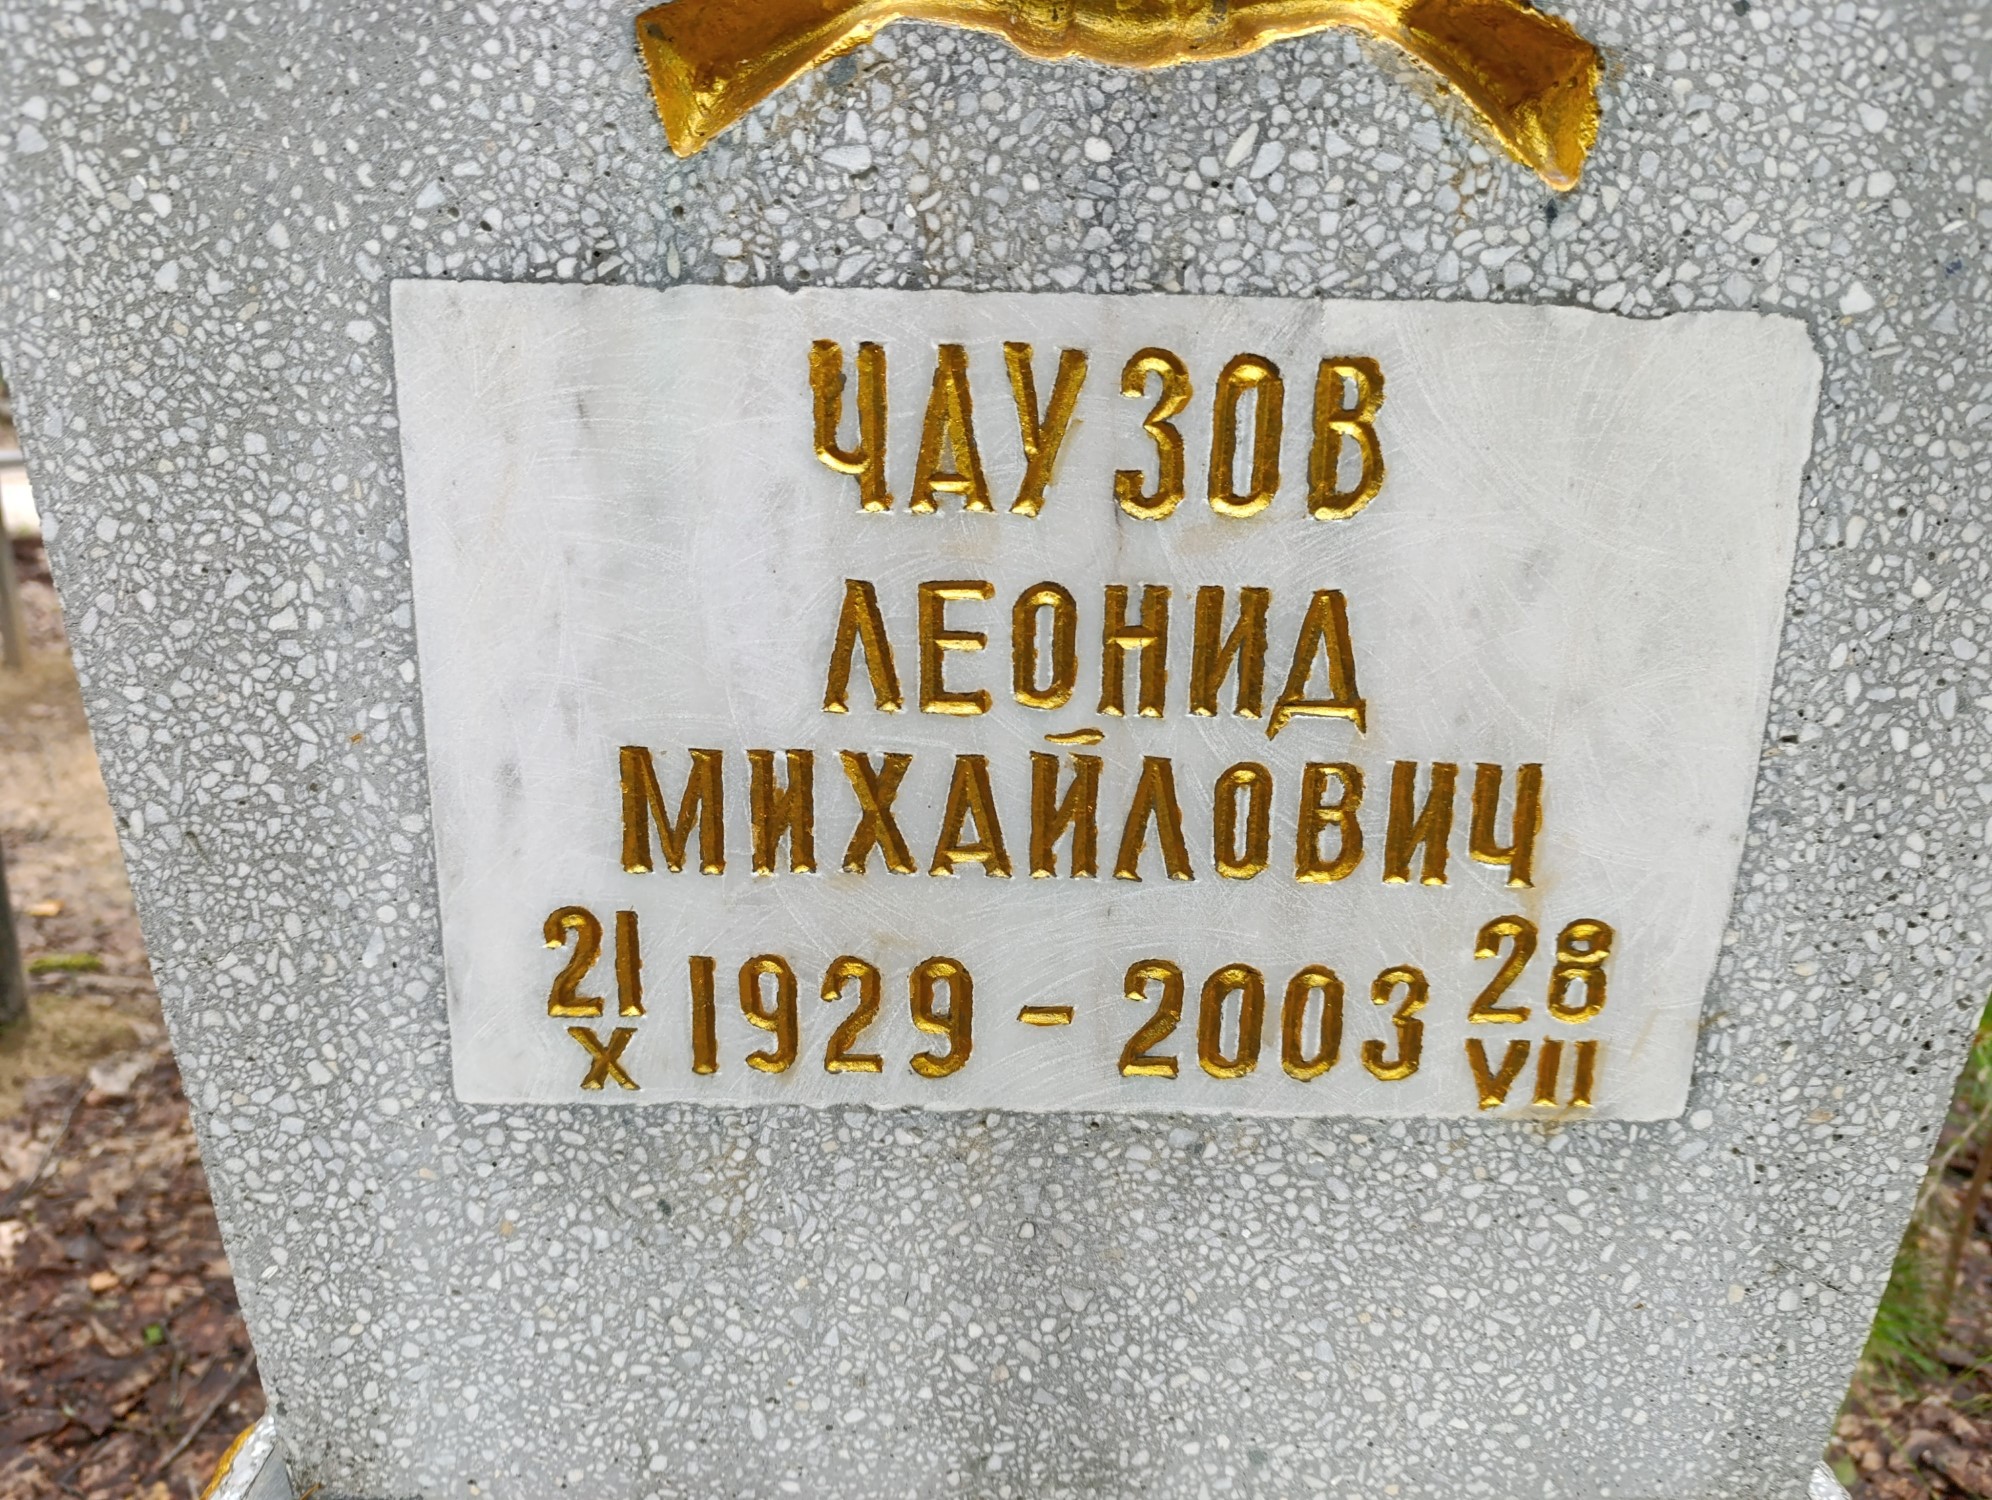 ЧАУЗОВ
ЛЕОНИД
МИХАЙЛОВИЧ
21 X 1929 - 2003 28 VII